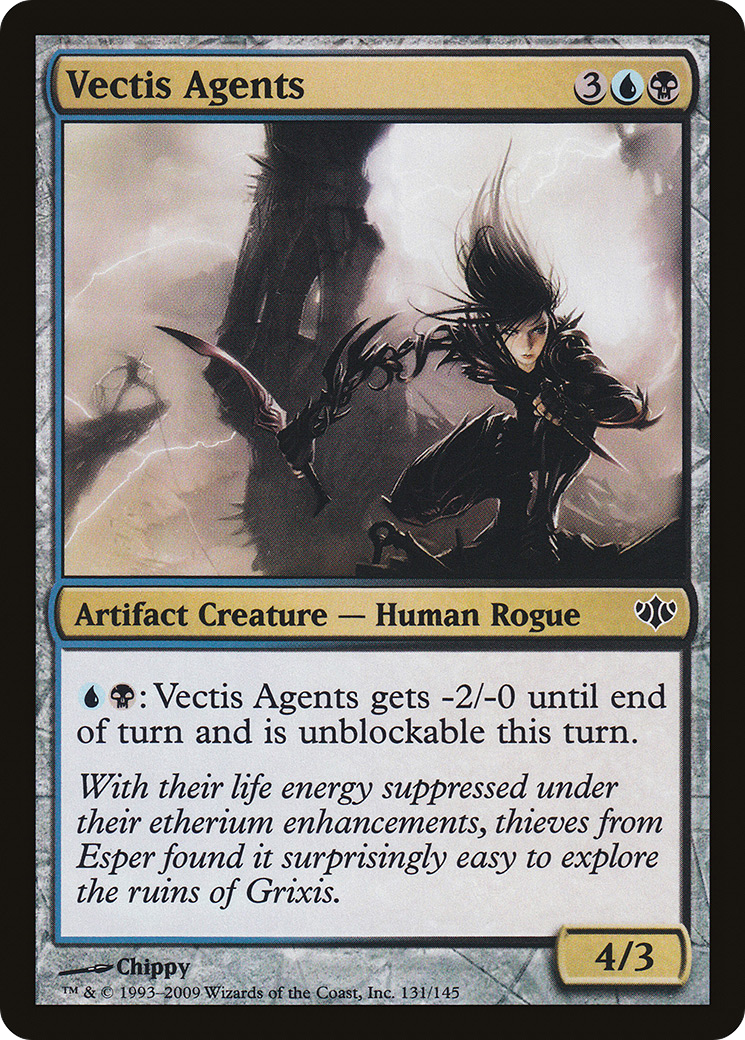 Vectis Agents 3
Artifact Creature — Human Rogue
: Vectis Agents gets -2/-0 until end
of turn and is unblockable this turn.
With their life energy suppressed under
their etherium enhancements, thieves from
Esper found it surprisingly easy to explore
the ruins of Grixis.
4/3
Chippy
™ & © 1993–2009 Wizards of the Coast, Inc. 131/145